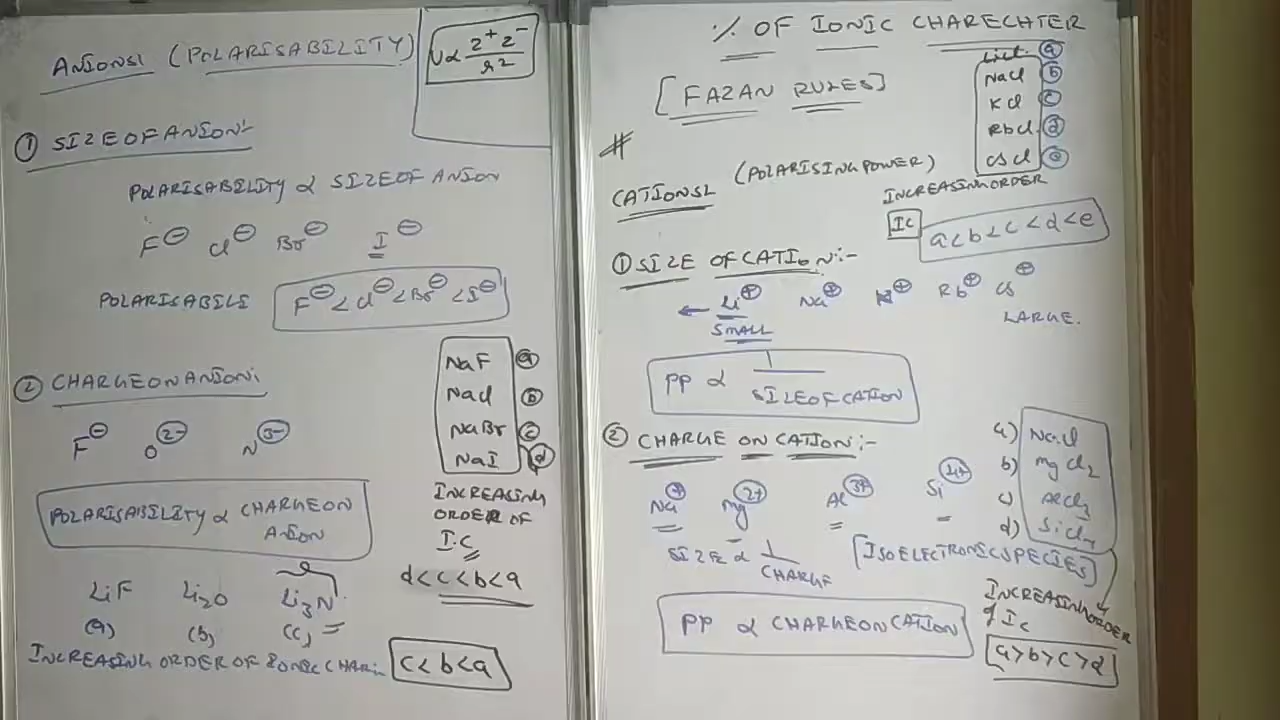 ANIONS:
(POLARISABILITY)
U∝ z⁺z⁻/r²
① SIZE OF ANION:-
POLARISABILITY ∝ SIZE OF ANION
F⊖ Cl⊖ Br⊖ I⊖
POLARISABILI F⊖<Cl⊖<Br⊖<I⊖
② CHARGE ON ANION:
F⊖ O²⁻ N³⁻
POLARISABILITY ∝ CHARGE ON
ANION
LiF Li₂O Li₃N
(a) (b) (c)
INCREASING ORDER OF IONIC CHAR: c<b<a
NaF ⓐ
NaCl ⓑ
NaBr ⓒ
NaI ⓓ
INCREASING
ORDER OF
I.C
d<c<b<a
% OF IONIC CHARECHTER
[FAZAN RULES]
LiCl ⓐ
NaCl ⓑ
KCl ⓒ
RbCl ⓓ
CsCl ⓔ
INCREASING ORDER
IC a<b<c<d<e
#
CATIONS:
(POLARISING POWER)
① SIZE OF CATION:-
← Li⊕ Na⊕ K⊕ Rb⊕ Cs⊕
SMALL LARGE.
PP ∝ 1/SIZE OF CATION
② CHARGE ON CATION:-
Na⁺ Mg²⁺ Al³⁺ Si⁴⁺
SIZE ∝ 1/CHARGE [ISOELECTRONIC SPECIES]
PP ∝ CHARGE ON CATION
a) NaCl
b) MgCl₂
c) AlCl₃
d) SiCl₄
INCREASING ORDER
of Ic
a>b>c>d